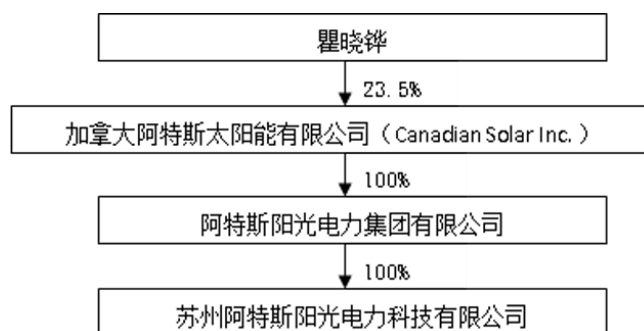 瞿晓铧
23.5%
加拿大阿特斯太阳能有限公司（Canadian Solar Inc.）
100%
阿特斯阳光电力集团有限公司
100%
苏州阿特斯阳光电力科技有限公司